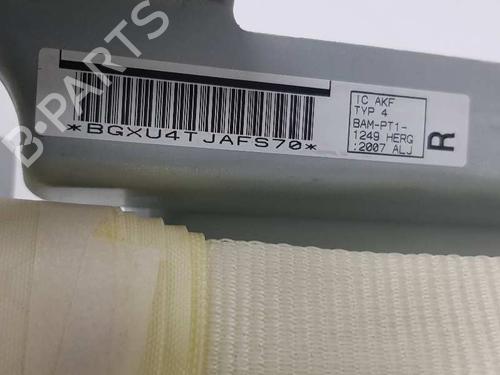 *BGXU4TJAFS70*
IC AKF
TYP 4
BAM-PT1-
1249 HERG
:2007 ALJ
R
B-PARTS